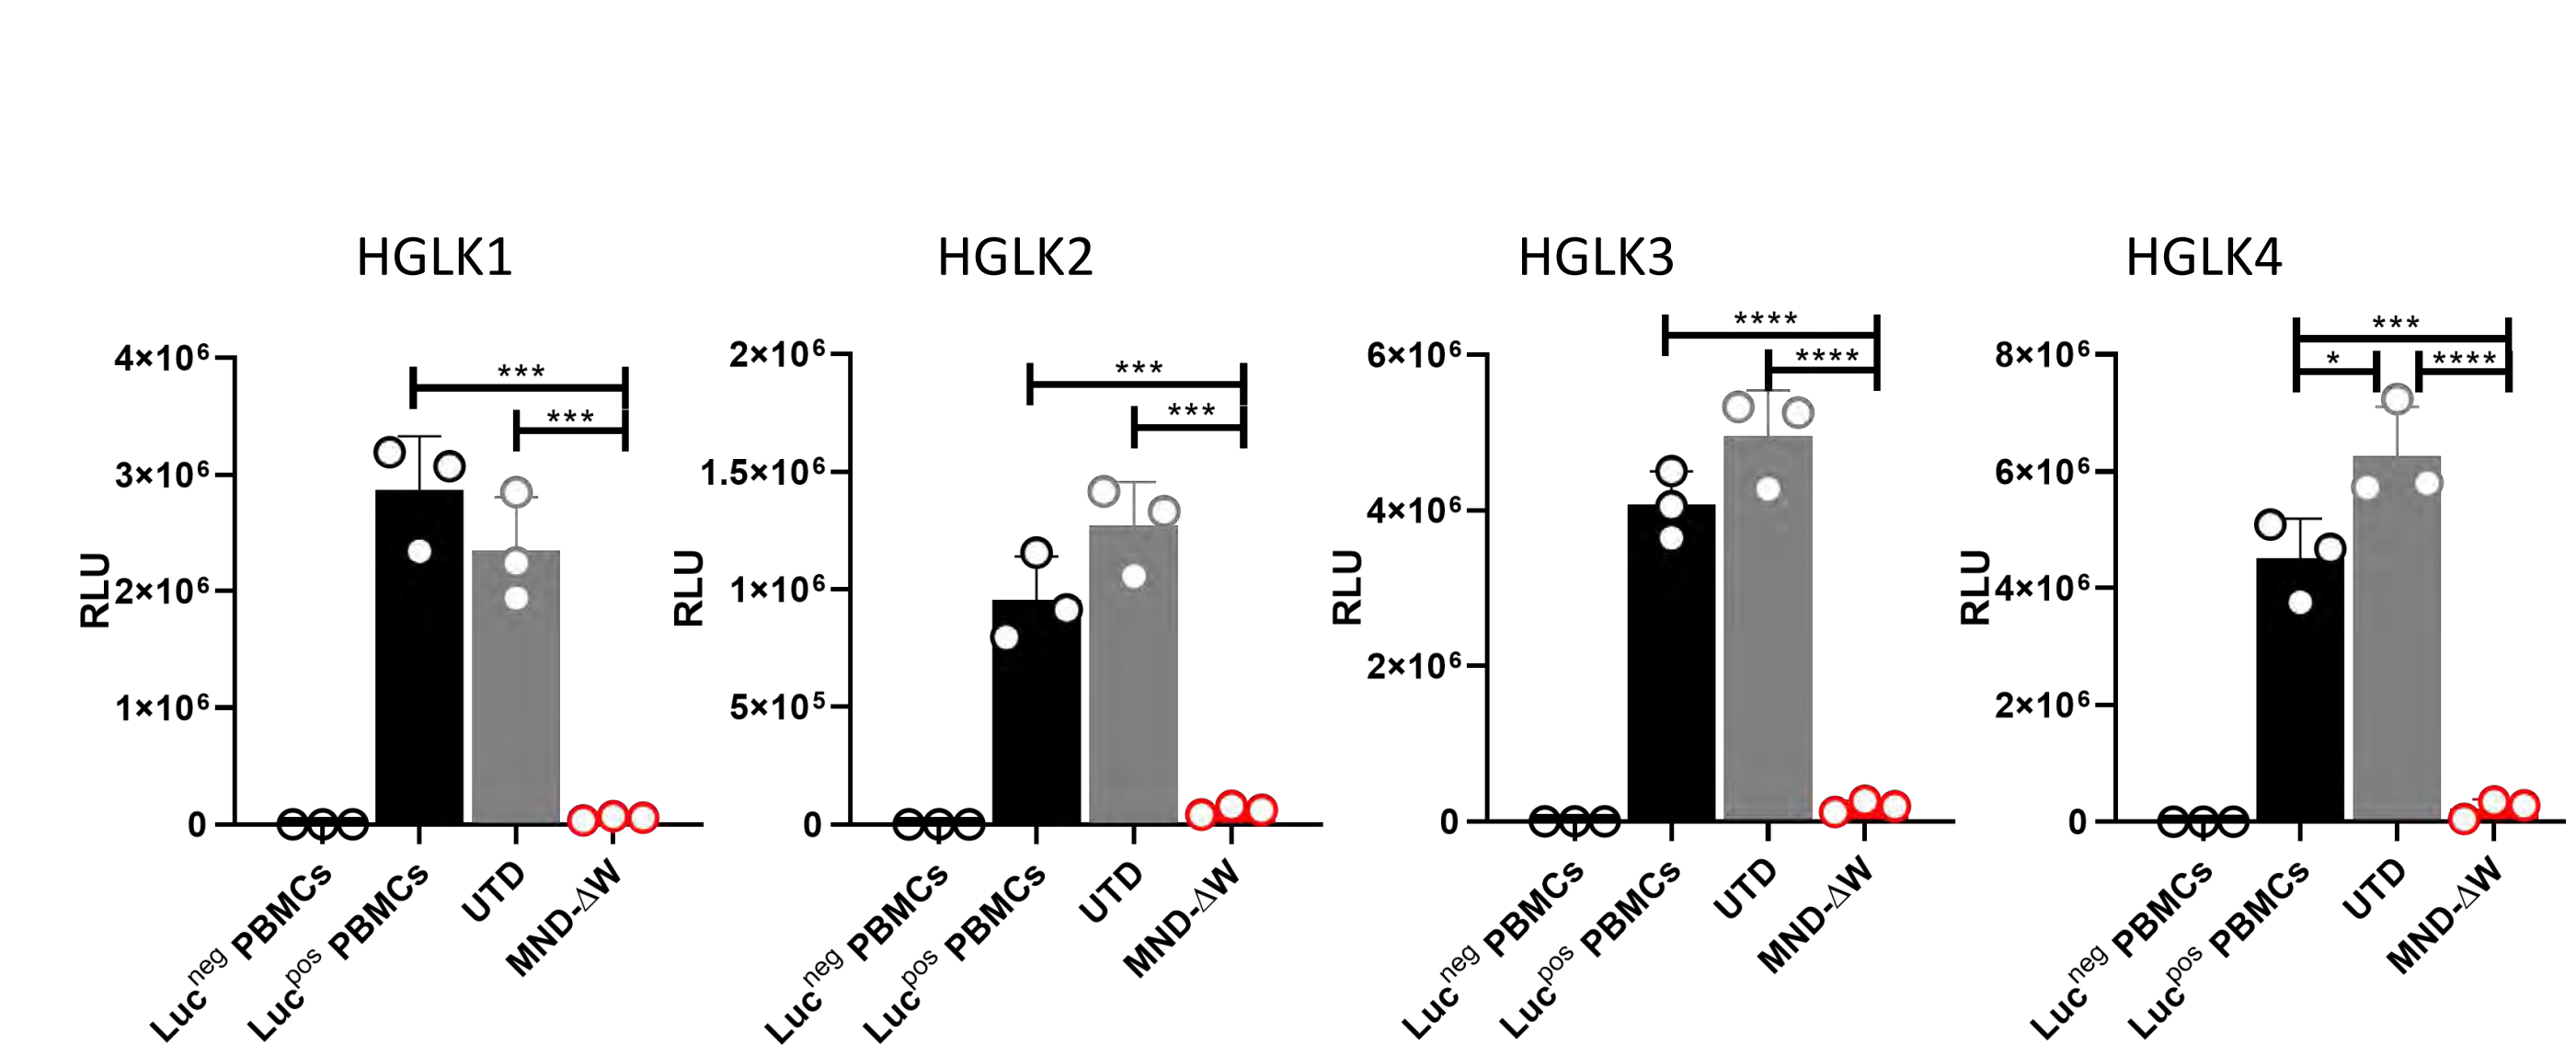 HGLK1
***
***
4×10⁶
3×10⁶
2×10⁶
1×10⁶
0
RLU
Lucⁿᵉᵍ PBMCs
Lucᵖᵒˢ PBMCs
UTD
MND-ΔW
HGLK2
***
***
2×10⁶
1.5×10⁶
1×10⁶
5×10⁵
0
RLU
Lucⁿᵉᵍ PBMCs
Lucᵖᵒˢ PBMCs
UTD
MND-ΔW
HGLK3
****
****
6×10⁶
4×10⁶
2×10⁶
0
RLU
Lucⁿᵉᵍ PBMCs
Lucᵖᵒˢ PBMCs
UTD
MND-ΔW
HGLK4
***
*
****
8×10⁶
6×10⁶
4×10⁶
2×10⁶
0
RLU
Lucⁿᵉᵍ PBMCs
Lucᵖᵒˢ PBMCs
UTD
MND-ΔW